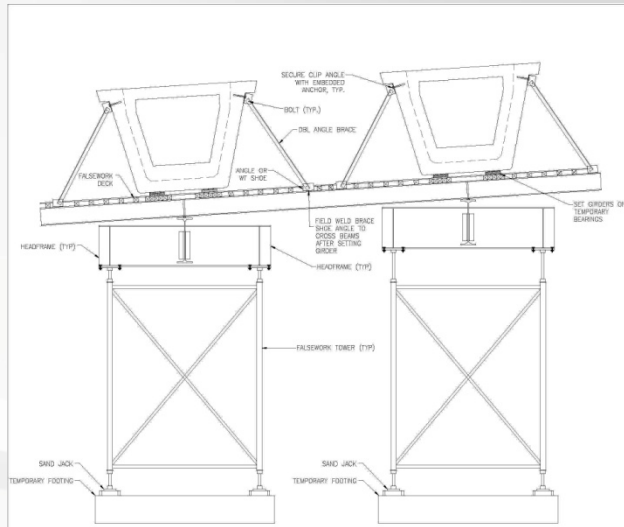 SECURE CLIP ANGLE
WITH EMBEDDED
ANCHOR, TYP.
BOLT (TYP.)
DBL ANGLE BRACE
FALSEWORK
DECK
ANGLE OR
WT SHOE
FIELD WELD BRACE
SHOE ANGLE TO
CROSS BEAMS
AFTER SETTING
GIRDER
SET GIRDERS ON
TEMPORARY
BEARINGS
HEADFRAME (TYP)
HEADFRAME (TYP)
FALSEWORK TOWER (TYP)
SAND JACK
TEMPORARY FOOTING
SAND JACK
TEMPORARY FOOTING